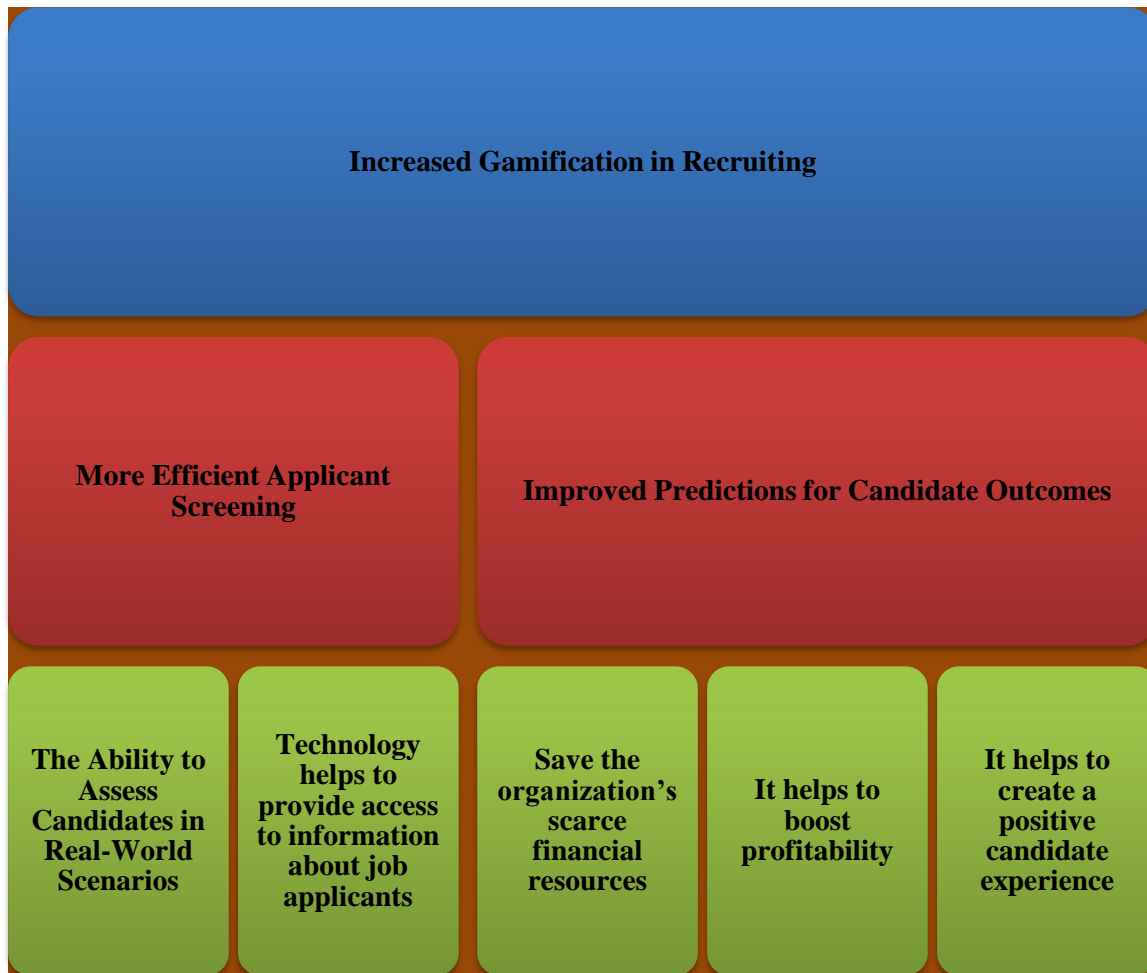 Increased Gamification in Recruiting
More Efficient Applicant
Screening
Improved Predictions for Candidate Outcomes
The Ability to
Assess
Candidates in
Real-World
Scenarios
Technology
helps to
provide access
to information
about job
applicants
Save the
organization’s
scarce
financial
resources
It helps to
boost
profitability
It helps to
create a
positive
candidate
experience